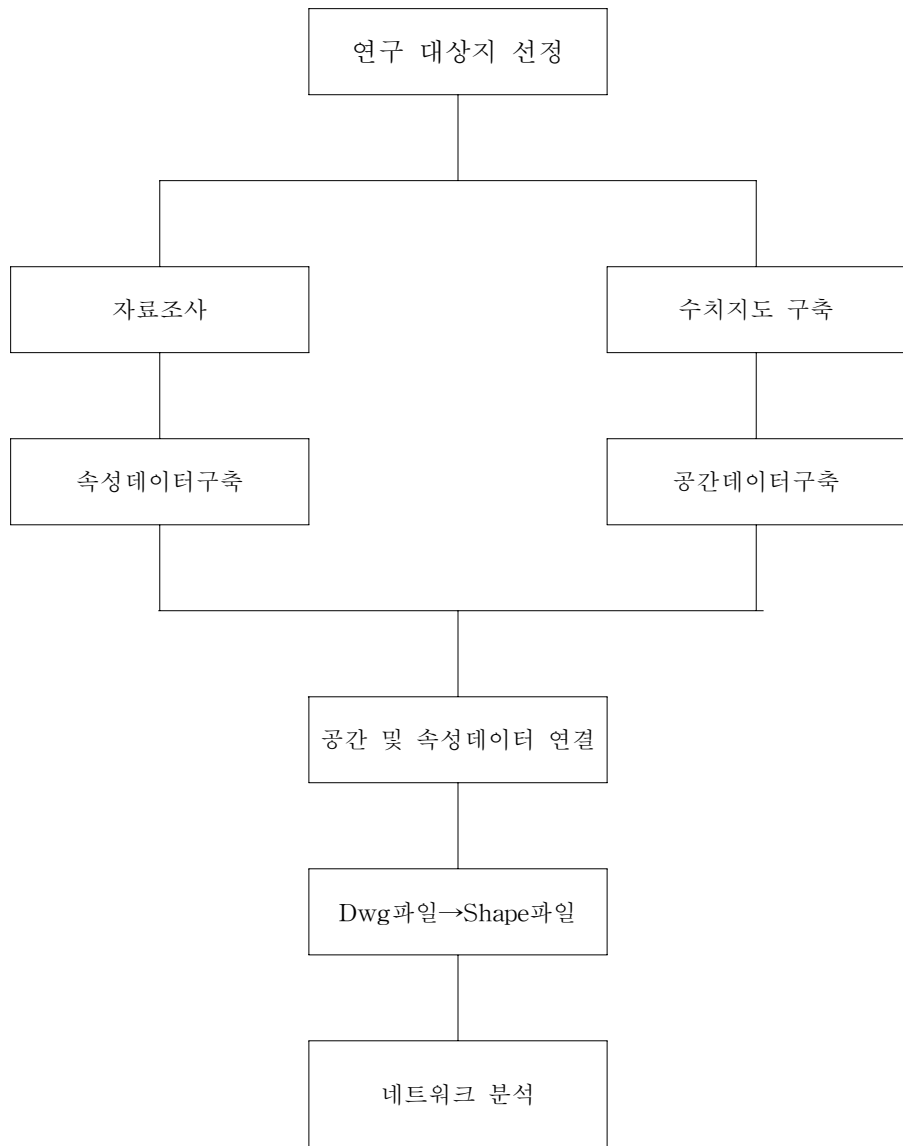 연구 대상지 선정
자료조사
수치지도 구축
속성데이터구축
공간데이터구축
공간 및 속성데이터 연결
Dwg파일→Shape파일
네트워크 분석